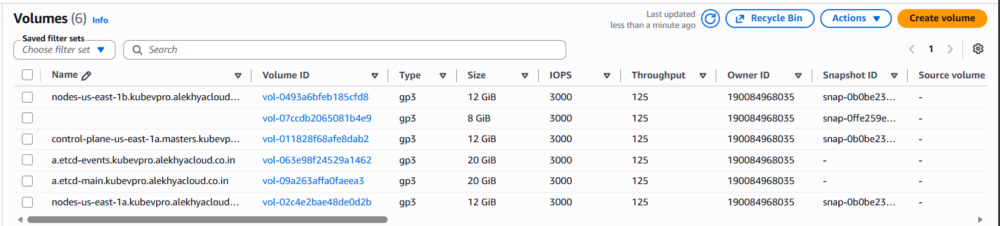 Volumes (6) Info
Last updated
less than a minute ago
Recycle Bin
Actions
Create volume
Saved filter sets
Choose filter set
Search
1
Name Volume ID Type Size IOPS Throughput Owner ID Snapshot ID Source volume
nodes-us-east-1b.kubevpro.alekhyacloud... vol-0493a6bfeb185cfd8 gp3 12 GiB 3000 125 190084968035 snap-0b0be23... -
vol-07ccdb2065081b4e9 gp3 8 GiB 3000 125 190084968035 snap-0ffe259e... -
control-plane-us-east-1a.masters.kubevp... vol-011828f68afe8dab2 gp3 12 GiB 3000 125 190084968035 snap-0b0be23... -
a.etcd-events.kubevpro.alekhyacloud.co.in vol-063e98f24529a1462 gp3 20 GiB 3000 125 190084968035 - -
a.etcd-main.kubevpro.alekhyacloud.co.in vol-09a263affa0faeea3 gp3 20 GiB 3000 125 190084968035 - -
nodes-us-east-1a.kubevpro.alekhyacloud... vol-02c4e2bae48de0d2b gp3 12 GiB 3000 125 190084968035 snap-0b0be23... -